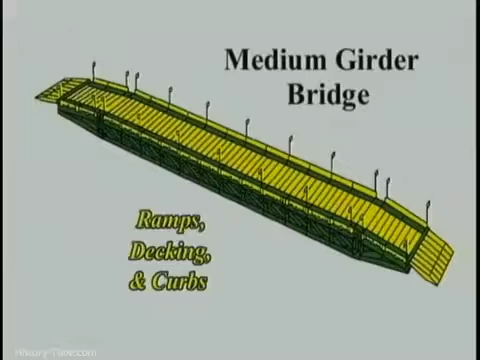 Medium Girder
Bridge
Ramps,
Decking,
& Curbs